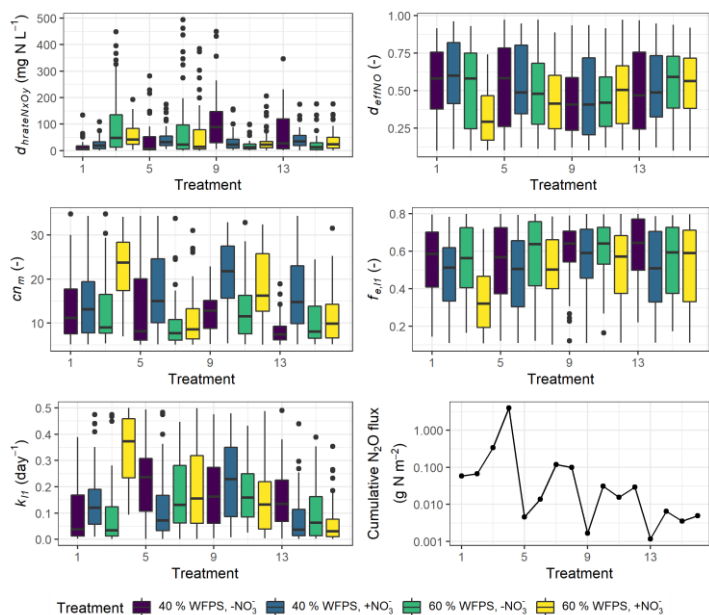 500
400
300
200
100
0
d_hrateNxOy (mg N L⁻¹)
1 5 9 13
Treatment
0.75
0.50
0.25
d_effNO (-)
1 5 9 13
Treatment
30
20
10
cn_m (-)
1 5 9 13
Treatment
0.8
0.6
0.4
0.2
f_e,l1 (-)
1 5 9 13
Treatment
0.5
0.4
0.3
0.2
0.1
0.0
k_l1 (day⁻¹)
1 5 9 13
Treatment
1.000
0.100
0.010
0.001
Cumulative N₂O flux
(g N m⁻²)
1 5 9 13
Treatment
Treatment 40 % WFPS, -NO₃⁻ 40 % WFPS, +NO₃⁻ 60 % WFPS, -NO₃⁻ 60 % WFPS, +NO₃⁻